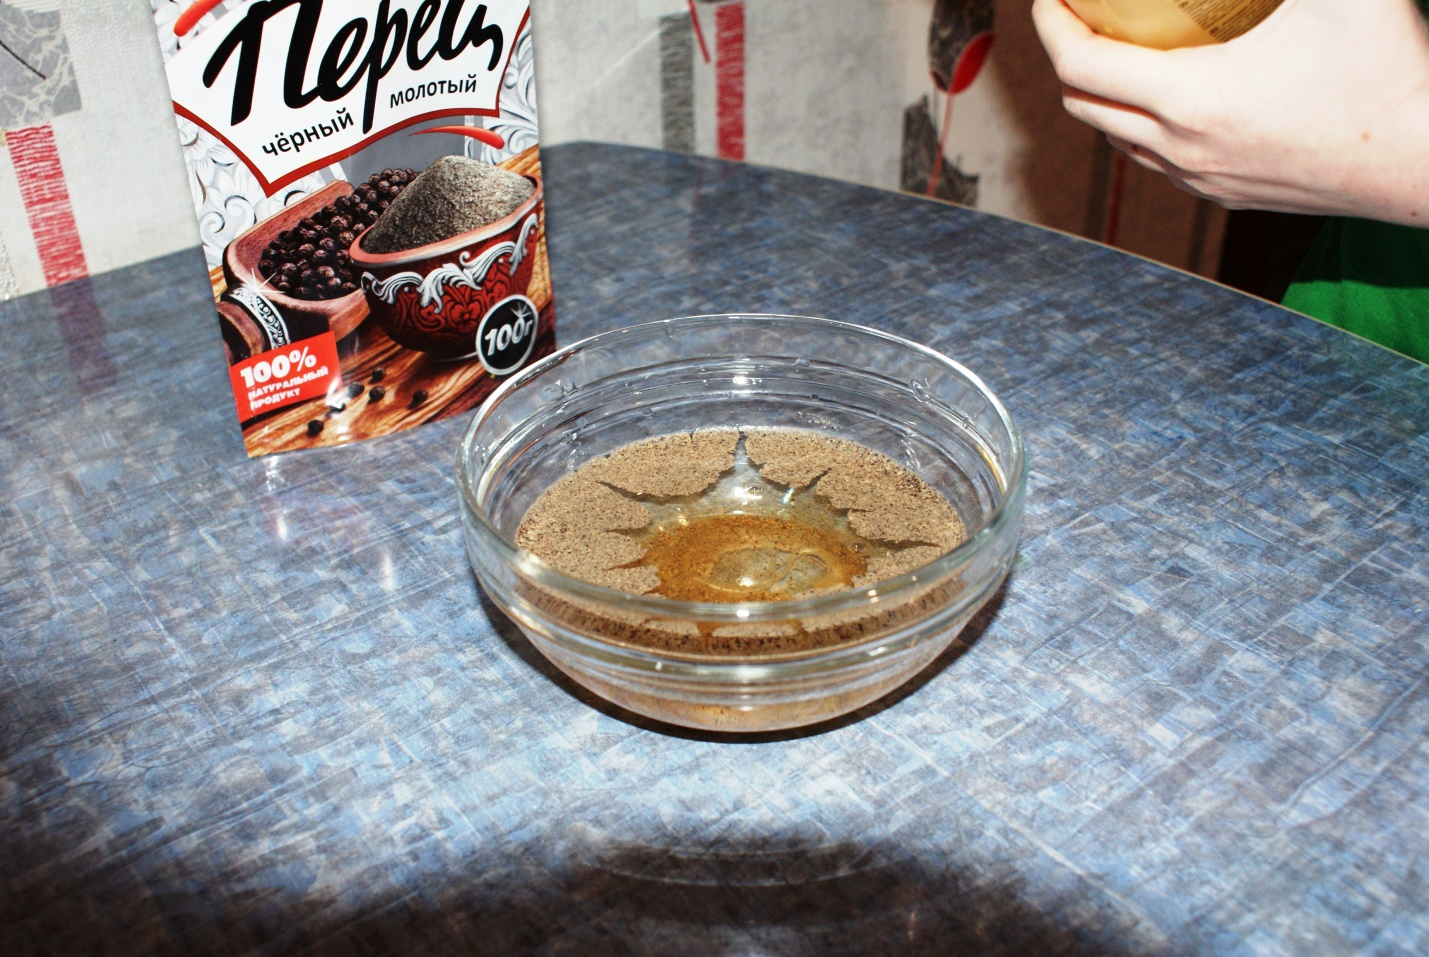 Перец
чёрный молотый
100г
100%
НАТУРАЛЬНЫЙ
ПРОДУКТ